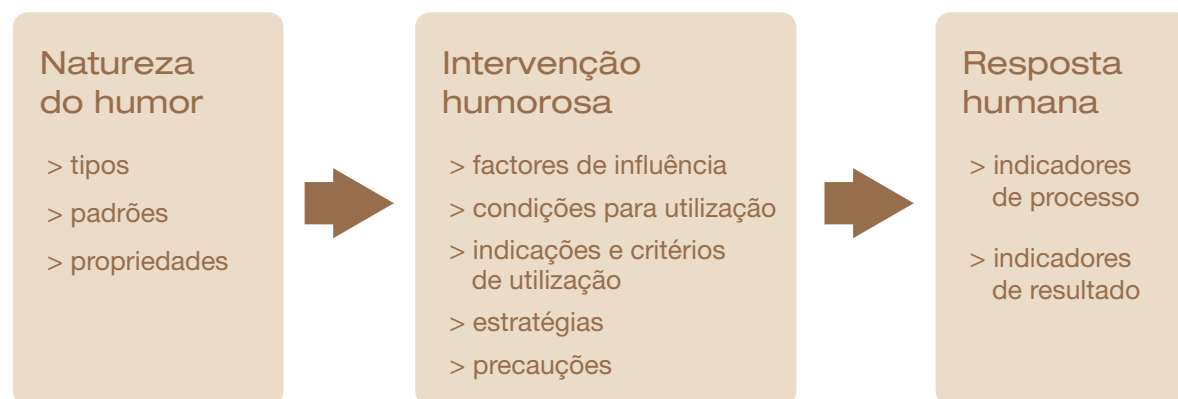 Natureza
do humor
> tipos
> padrões
> propriedades
Intervenção
humorosa
> factores de influência
> condições para utilização
> indicações e critérios
de utilização
> estratégias
> precauções
Resposta
humana
> indicadores
de processo
> indicadores
de resultado